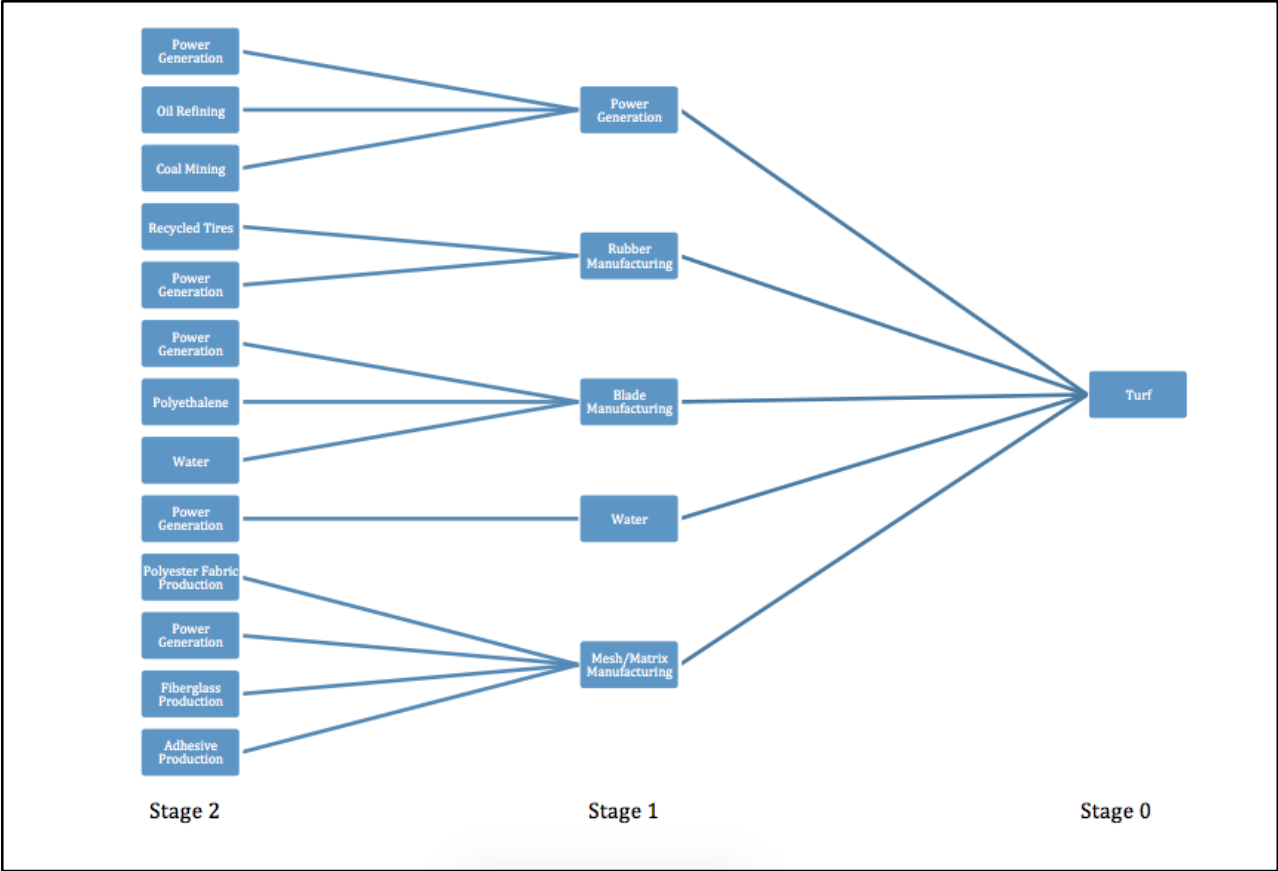 Power
Generation
Oil Refining
Coal Mining
Recycled Tires
Power
Generation
Power
Generation
Polyethalene
Water
Power
Generation
Polyester Fabric
Production
Power
Generation
Fiberglass
Production
Adhesive
Production
Stage 2
Power
Generation
Rubber
Manufacturing
Blade
Manufacturing
Water
Mesh/Matrix
Manufacturing
Stage 1
Turf
Stage 0